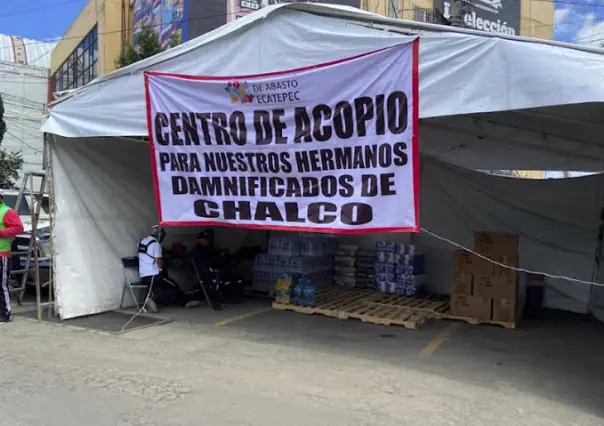 elección
DE ABASTO
ECATEPEC
CENTRO DE ACOPIO
PARA NUESTROS HERMANOS
DAMNIFICADOS DE
CHALCO